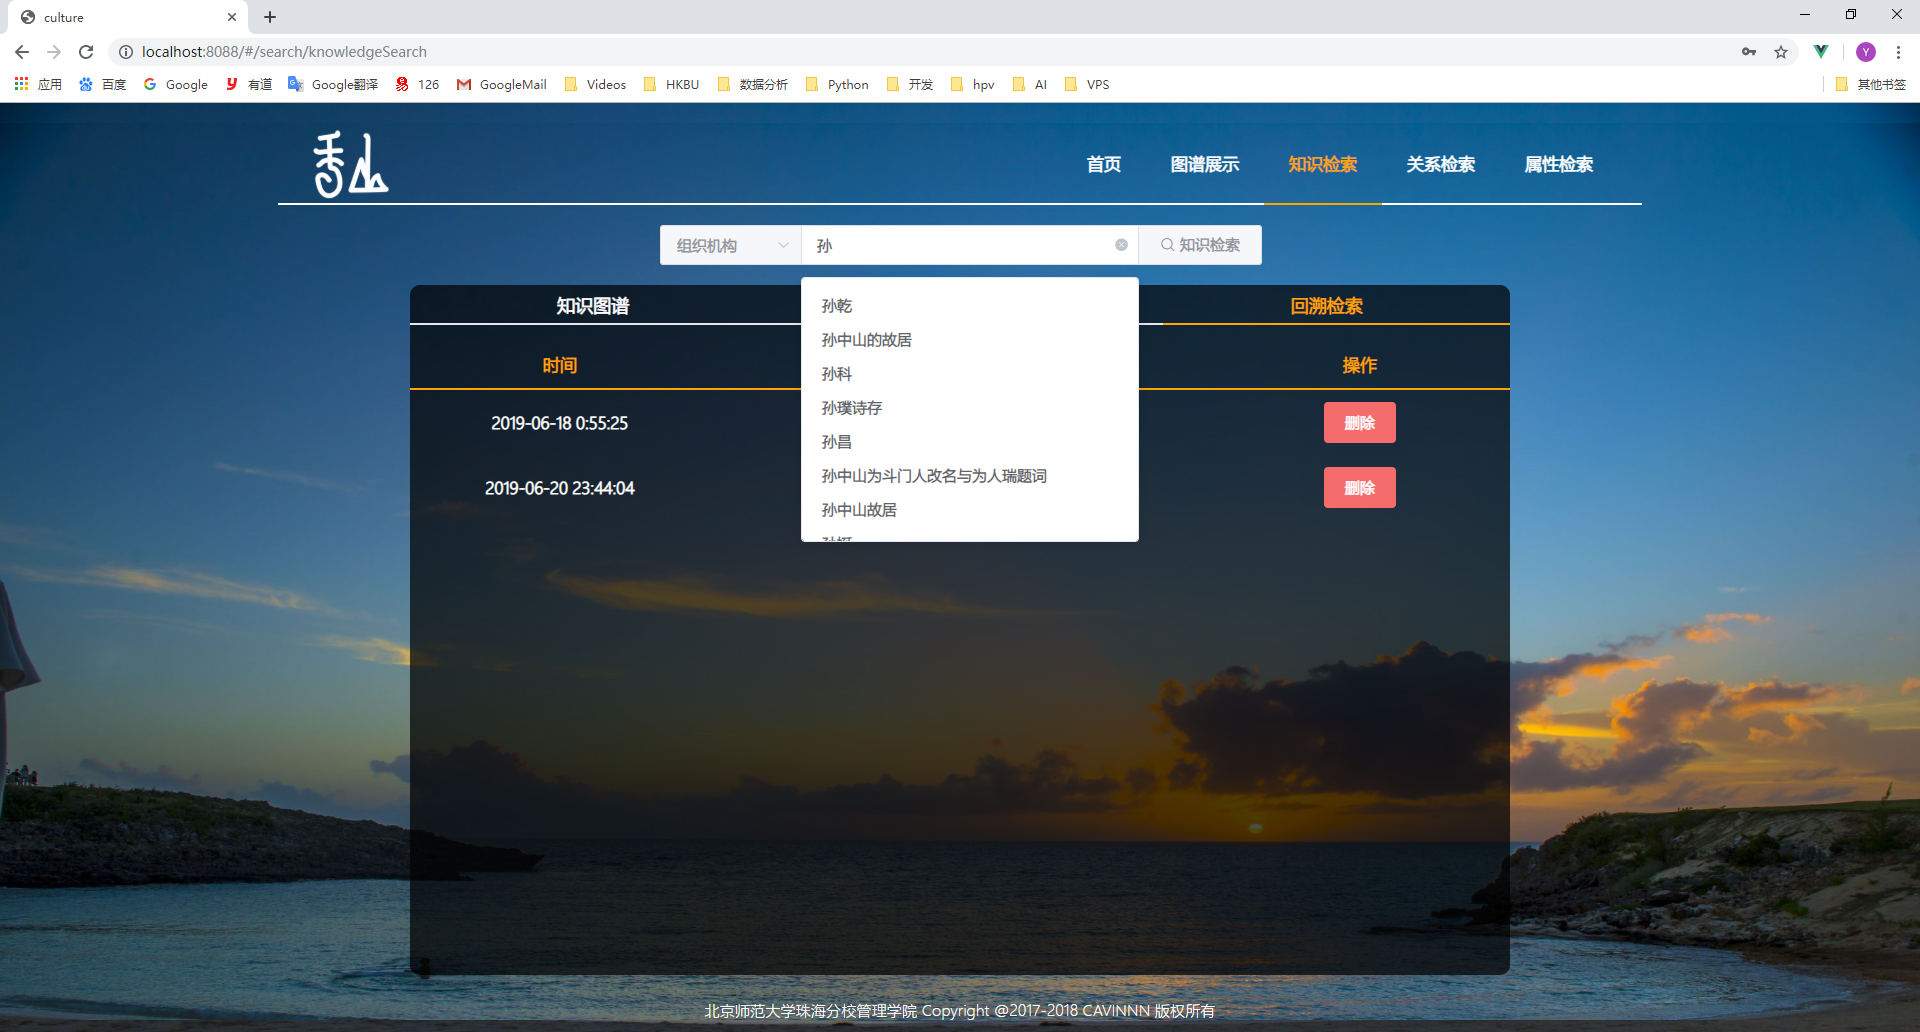 culture
localhost:8088/#/search/knowledgeSearch
Y
应用 百度 Google 有道 Google翻译 126 GoogleMail Videos HKBU 数据分析 Python 开发 hpv AI VPS 其他书签
首页 图谱展示 知识检索 关系检索 属性检索
组织机构 孙 知识检索
知识图谱 回溯检索
时间 操作
2019-06-18 0:55:25 删除
2019-06-20 23:44:04 删除
孙乾
孙中山的故居
孙科
孙璞诗存
孙昌
孙中山为斗门人改名与为人瑞题词
孙中山故居
北京师范大学珠海分校管理学院 Copyright @2017-2018 CAVINNN 版权所有